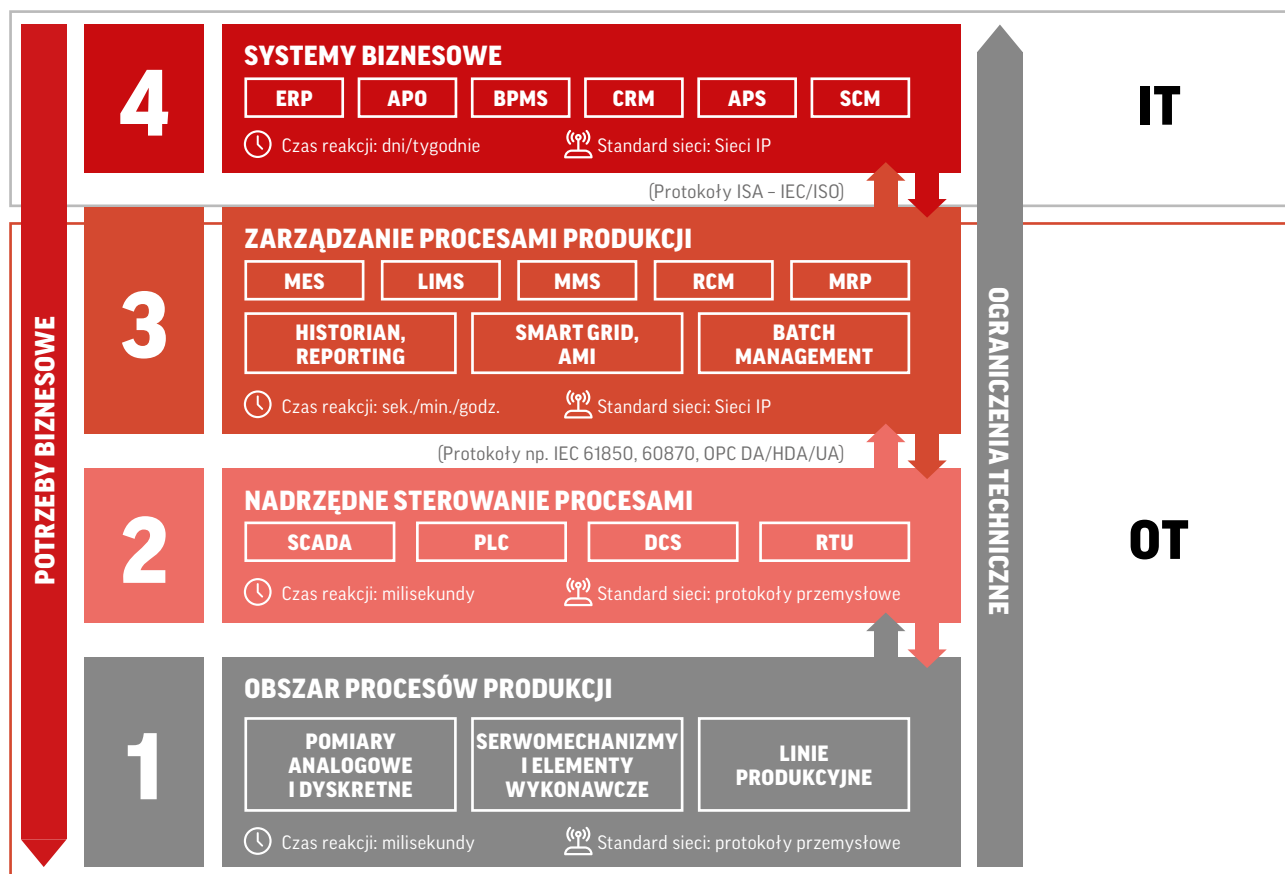 4
SYSTEMY BIZNESOWE
ERP
APO
BPMS
CRM
APS
SCM
Czas reakcji: dni/tygodnie
Standard sieci: Sieci IP
IT
(Protokoły ISA – IEC/ISO)
3
ZARZĄDZANIE PROCESAMI PRODUKCJI
MES
LIMS
MMS
RCM
MRP
HISTORIAN,
REPORTING
SMART GRID,
AMI
BATCH
MANAGEMENT
Czas reakcji: sek./min./godz.
Standard sieci: Sieci IP
(Protokoły np. IEC 61850, 60870, OPC DA/HDA/UA)
2
NADRZĘDNE STEROWANIE PROCESAMI
SCADA
PLC
DCS
RTU
Czas reakcji: milisekundy
Standard sieci: protokoły przemysłowe
OT
1
OBSZAR PROCESÓW PRODUKCJI
POMIARY
ANALOGOWE
I DYSKRETNE
SERWOMECHANIZMY
I ELEMENTY
WYKONAWCZE
LINIE
PRODUKCYJNE
Czas reakcji: milisekundy
Standard sieci: protokoły przemysłowe
POTRZEBY BIZNESOWE
OGRANICZENIA TECHNICZNE